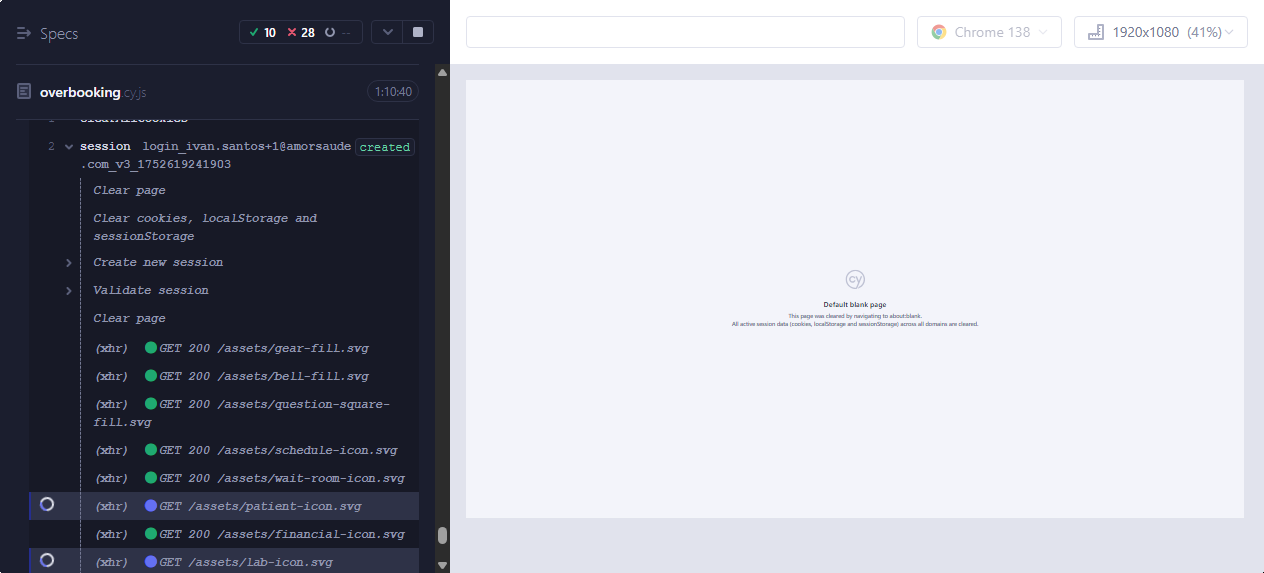 Specs
10 28 --
Chrome 138
1920x1080 (41%)
overbooking.cy.js
1:10:40
1 clearAllCookies
2 session login_ivan.santos+1@amorsaude created
.com_v3_1752619241903
Clear page
Clear cookies, localStorage and
sessionStorage
Create new session
Validate session
Clear page
(xhr) GET 200 /assets/gear-fill.svg
(xhr) GET 200 /assets/bell-fill.svg
(xhr) GET 200 /assets/question-square-
fill.svg
(xhr) GET 200 /assets/schedule-icon.svg
(xhr) GET 200 /assets/wait-room-icon.svg
(xhr) GET /assets/patient-icon.svg
(xhr) GET 200 /assets/financial-icon.svg
(xhr) GET /assets/lab-icon.svg
cy
Default blank page
This page was cleared by navigating to about:blank.
All active session data (cookies, localStorage and sessionStorage) across all domains are cleared.